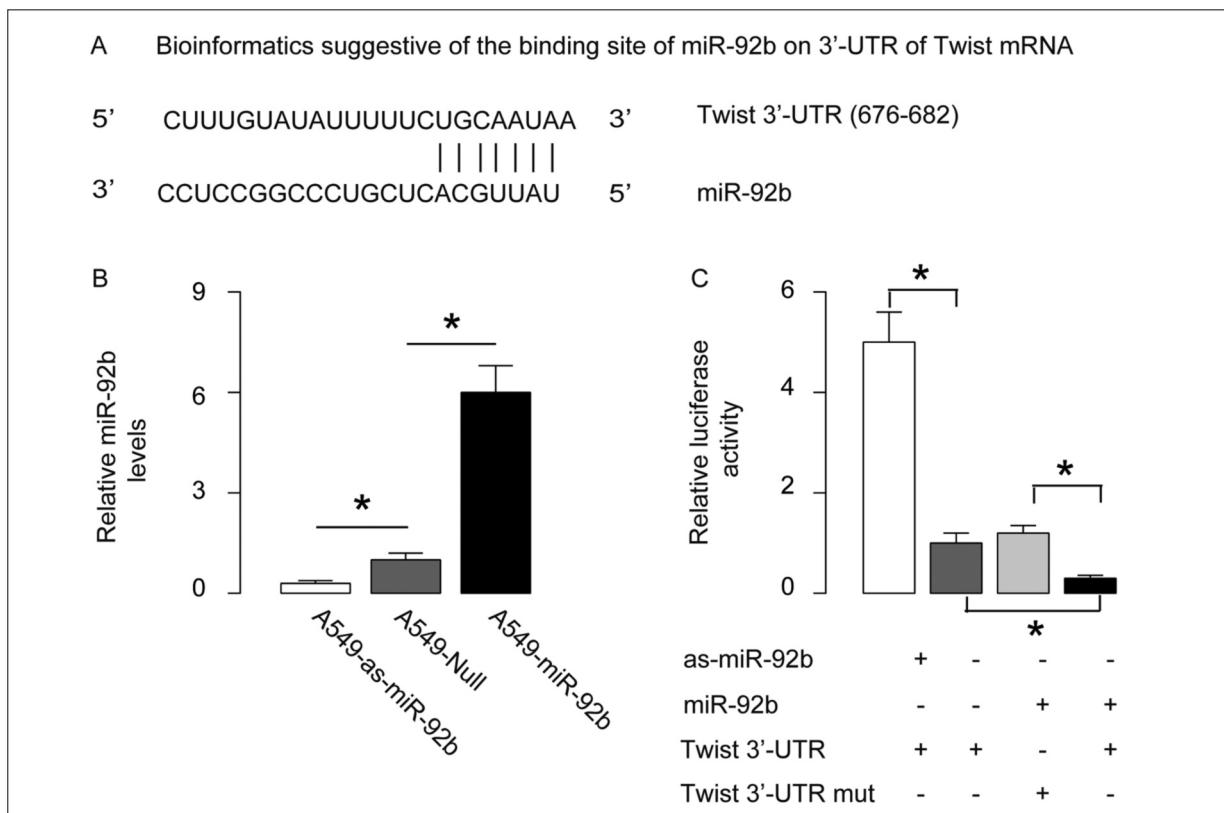 A Bioinformatics suggestive of the binding site of miR-92b on 3'-UTR of Twist mRNA
5' CUUUGUAUAUUUUUCUGCAAUAA 3' Twist 3'-UTR (676-682)
| | | | | | |
3' CCUCCGGCCCUGCUCACGUUAU 5' miR-92b
B
Relative miR-92b
levels
9
6
3
0
*
*
A549-as-miR-92b
A549-Null
A549-miR-92b
C
Relative luciferase
activity
6
4
2
0
*
*
*
as-miR-92b + - - -
miR-92b - - + +
Twist 3'-UTR + + - +
Twist 3'-UTR mut - - + -